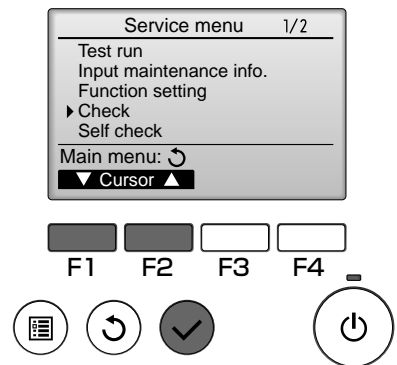 Service menu 1/2
Test run
Input maintenance info.
Function setting
Check
Self check
Main menu:
▼ Cursor ▲
F1 F2 F3 F4